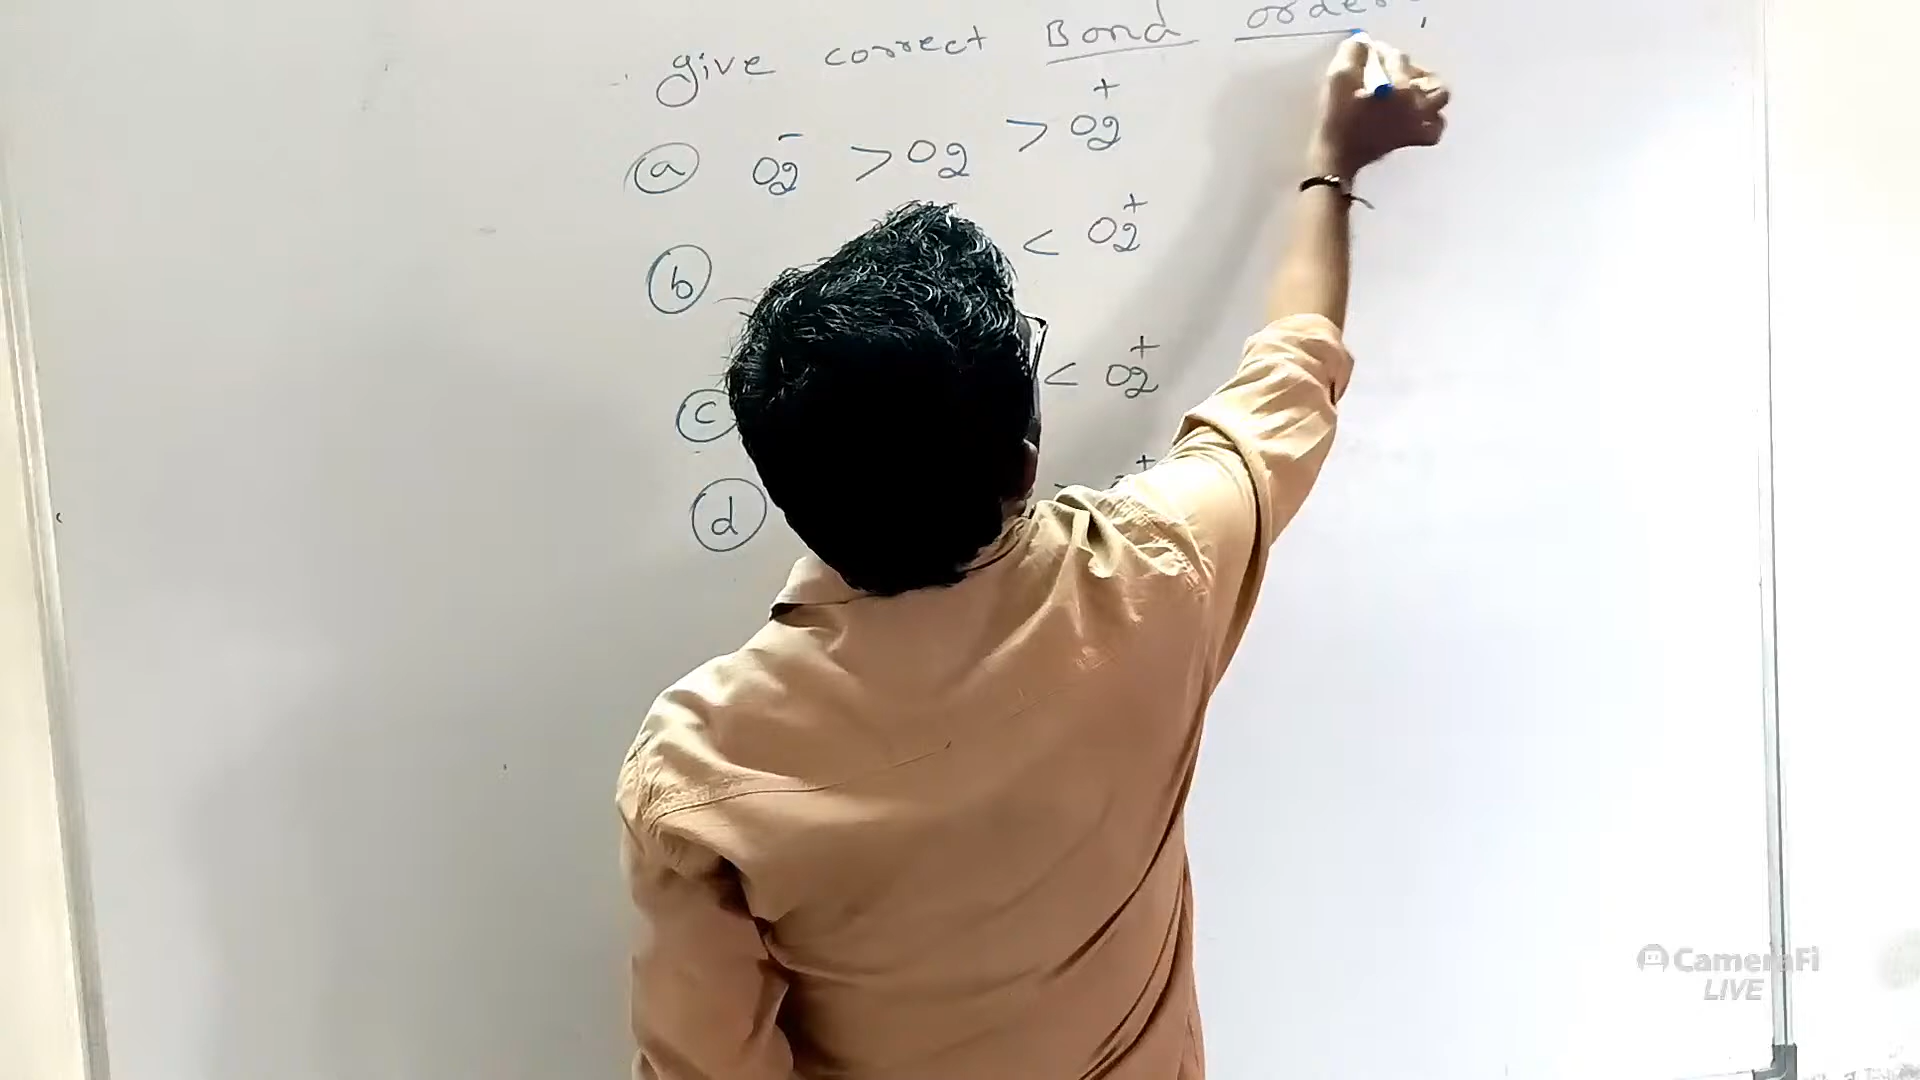 give correct Bond order
(a) O₂⁻ > O₂ > O₂⁺
(b) < O₂⁺
(c) < O₂⁺
(d)
CameraFi
LIVE